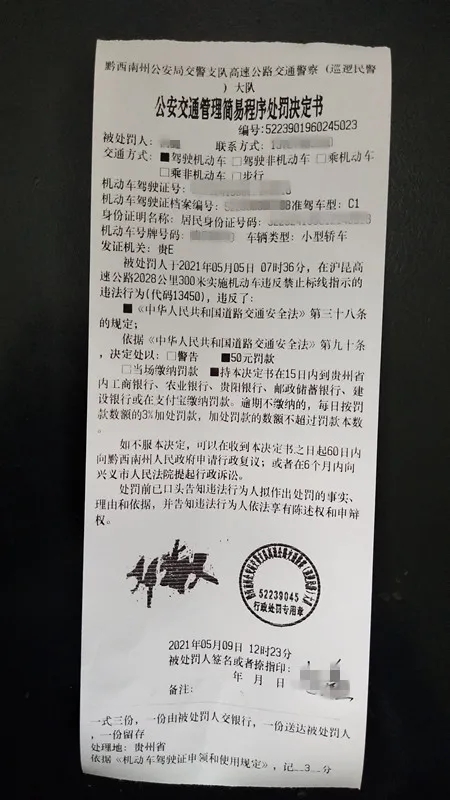 黔西南州公安局交警支队高速公路交通警察（巡逻民警
）大队
公安交通管理简易程序处罚决定书
编号:5223901960245023
被处罚人: 联系方式:
交通方式: ■驾驶机动车 □驾驶非机动车 □乘机动车
□乘非机动车 □步行
机动车驾驶证号:
机动车驾驶证档案编号: 准驾车型: C1
身份证明名称: 居民身份证号码:
机动车号牌号码: 车辆类型: 小型轿车
发证机关: 贵E
被处罚人于2021年05月05日 07时36分，在沪昆高
速公路2028公里300米实施机动车违反禁止标线指示的
违法行为(代码13450)，违反了:
■《中华人民共和国道路交通安全法》第三十八条
的规定;
依据《中华人民共和国道路交通安全法》第九十条
，决定处以: □警告 ■50元罚款
□当场缴纳罚款 ■持本决定书在15日内到贵州省
内工商银行、农业银行、贵阳银行、邮政储蓄银行、建
设银行或在支付宝缴纳罚款。逾期不缴纳的，每日按罚
款数额的3%加处罚款，加处罚款的数额不超过罚款本数
。
如不服本决定，可以在收到本决定书之日起60日内
向黔西南州人民政府申请行政复议；或者在6个月内向
兴义市人民法院提起行政诉讼。
处罚前已口头告知违法行为人拟作出处罚的事实、
理由和依据，并告知违法行为人依法享有陈述权和申辩
权。
52239045
行政处罚专用章
2021年05月09日 12时23分
被处罚人签名或者捺指印:
年 月 日
备注:
一式三份，一份由被处罚人交银行，一份送达被处罚人
，一份留存
处理地: 贵州省
依据《机动车驾驶证申领和使用规定》，记__3__分